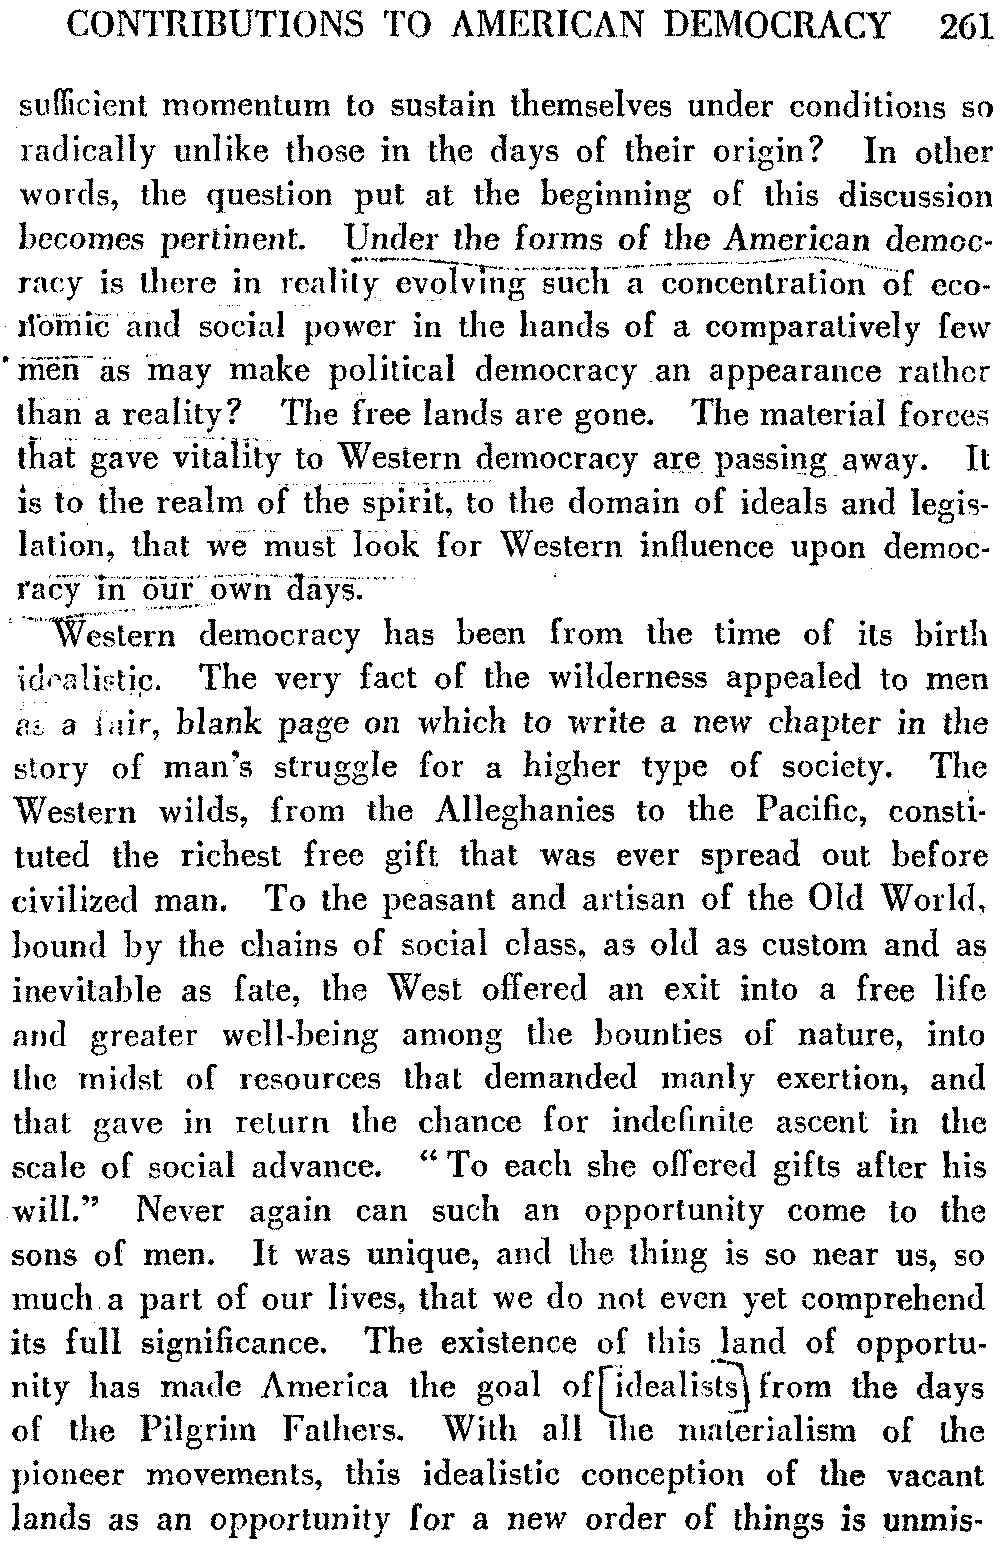 CONTRIBUTIONS TO AMERICAN DEMOCRACY 261
sufficient momentum to sustain themselves under conditions so
radically unlike those in the days of their origin? In other
words, the question put at the beginning of this discussion
becomes pertinent. Under the forms of the American democ-
racy is there in reality evolving such a concentration of eco-
nomic and social power in the hands of a comparatively few
men as may make political democracy an appearance rather
than a reality? The free lands are gone. The material forces
that gave vitality to Western democracy are passing away. It
is to the realm of the spirit, to the domain of ideals and legis-
lation, that we must look for Western influence upon democ-
racy in our own days.
Western democracy has been from the time of its birth
idealistic. The very fact of the wilderness appealed to men
as a fair, blank page on which to write a new chapter in the
story of man's struggle for a higher type of society. The
Western wilds, from the Alleghanies to the Pacific, consti-
tuted the richest free gift that was ever spread out before
civilized man. To the peasant and artisan of the Old World,
bound by the chains of social class, as old as custom and as
inevitable as fate, the West offered an exit into a free life
and greater well-being among the bounties of nature, into
the midst of resources that demanded manly exertion, and
that gave in return the chance for indefinite ascent in the
scale of social advance. "To each she offered gifts after his
will." Never again can such an opportunity come to the
sons of men. It was unique, and the thing is so near us, so
much a part of our lives, that we do not even yet comprehend
its full significance. The existence of this land of opportu-
nity has made America the goal of [idealists] from the days
of the Pilgrim Fathers. With all the materialism of the
pioneer movements, this idealistic conception of the vacant
lands as an opportunity for a new order of things is unmis-